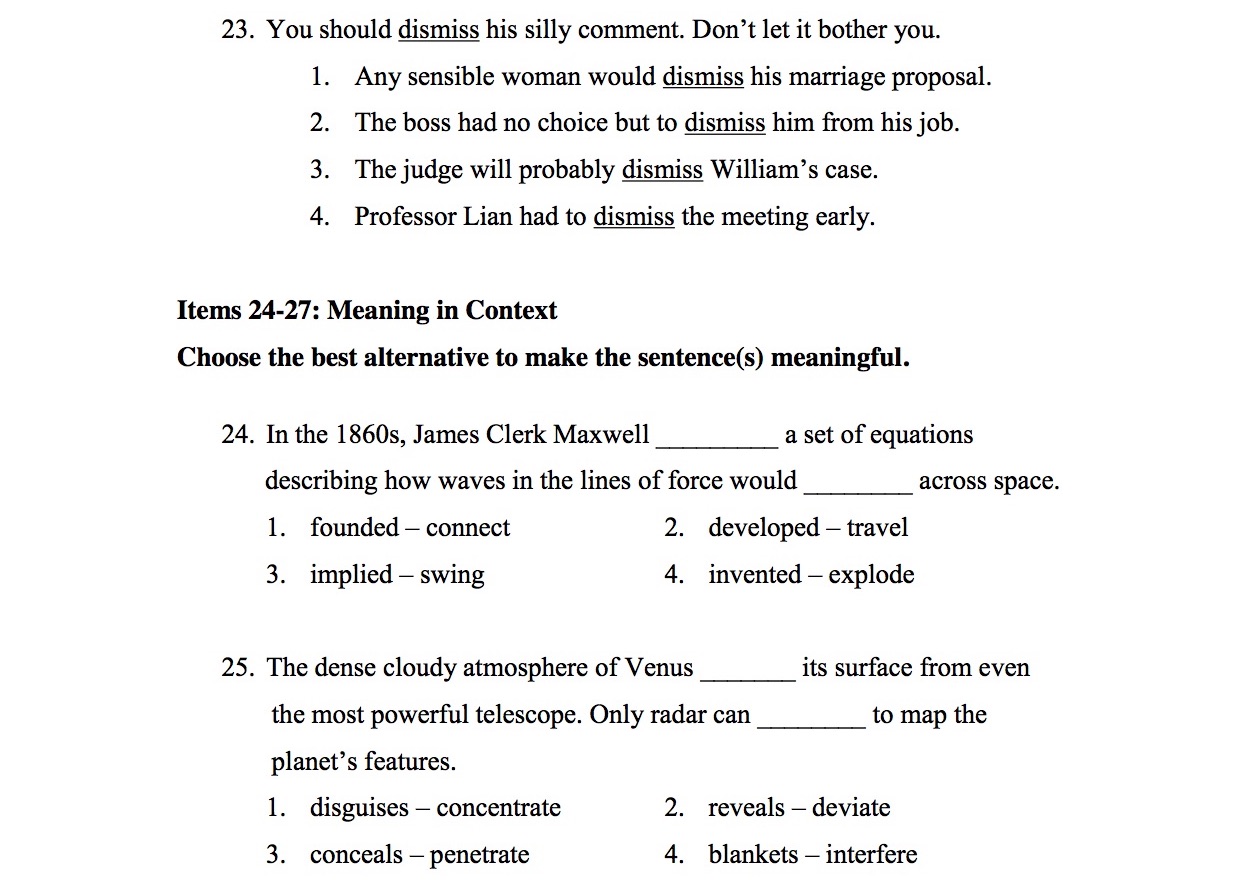 23. You should dismiss his silly comment. Don’t let it bother you.
1. Any sensible woman would dismiss his marriage proposal.
2. The boss had no choice but to dismiss him from his job.
3. The judge will probably dismiss William’s case.
4. Professor Lian had to dismiss the meeting early.
Items 24-27: Meaning in Context
Choose the best alternative to make the sentence(s) meaningful.
24. In the 1860s, James Clerk Maxwell _________ a set of equations
describing how waves in the lines of force would ________ across space.
1. founded – connect 2. developed – travel
3. implied – swing 4. invented – explode
25. The dense cloudy atmosphere of Venus _______ its surface from even
the most powerful telescope. Only radar can ________ to map the
planet’s features.
1. disguises – concentrate 2. reveals – deviate
3. conceals – penetrate 4. blankets – interfere